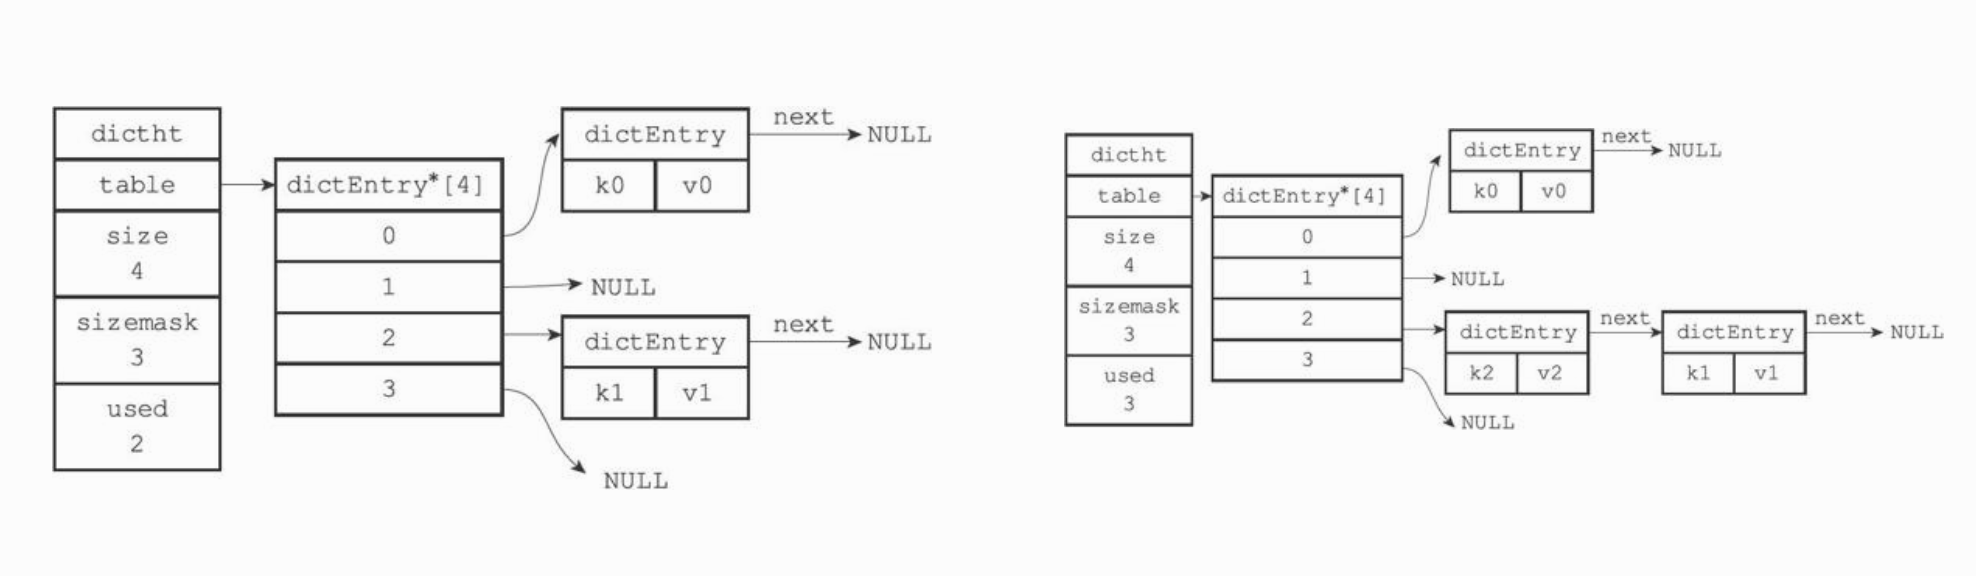 dictht
table
size
4
sizemask
3
used
2
dictEntry*[4]
0
1
2
3
dictEntry
k0 v0
next
NULL
NULL
dictEntry
k1 v1
next
NULL
NULL
dictht
table
size
4
sizemask
3
used
3
dictEntry*[4]
0
1
2
3
dictEntry
k0 v0
next
NULL
NULL
dictEntry
k2 v2
next
dictEntry
k1 v1
next
NULL
NULL